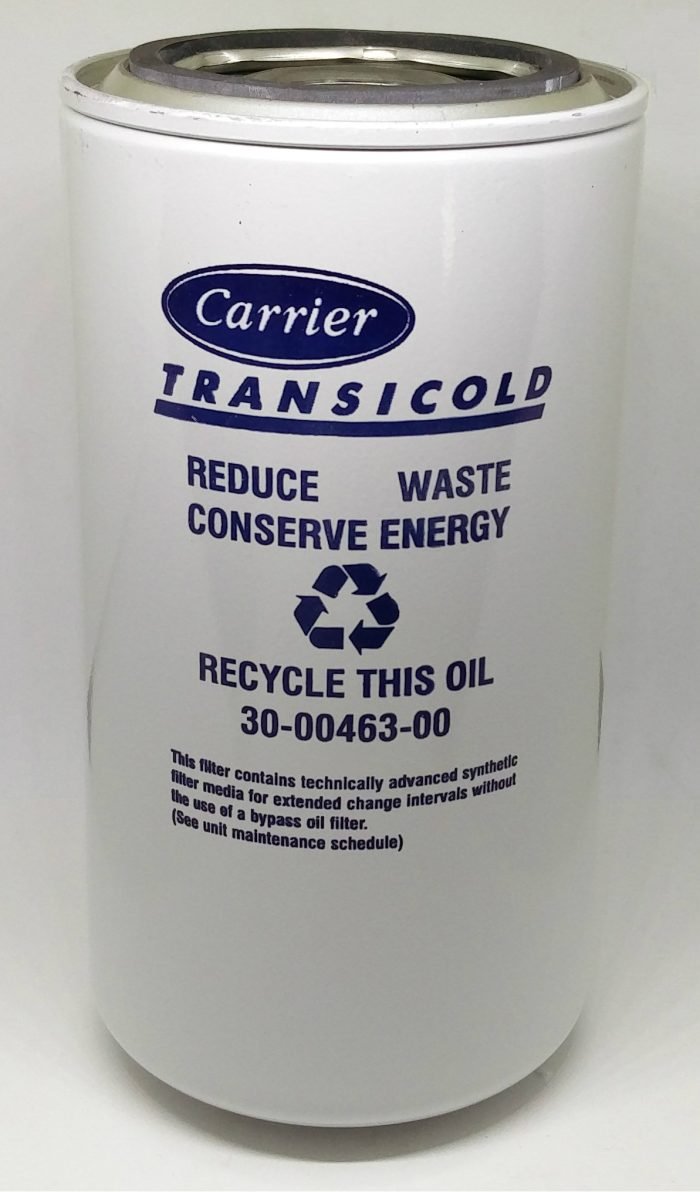 Carrier
TRANSICOLD
REDUCE WASTE
CONSERVE ENERGY
RECYCLE THIS OIL
30-00463-00
This filter contains technically advanced synthetic
filter media for extended change intervals without
the use of a bypass oil filter.
(See unit maintenance schedule)